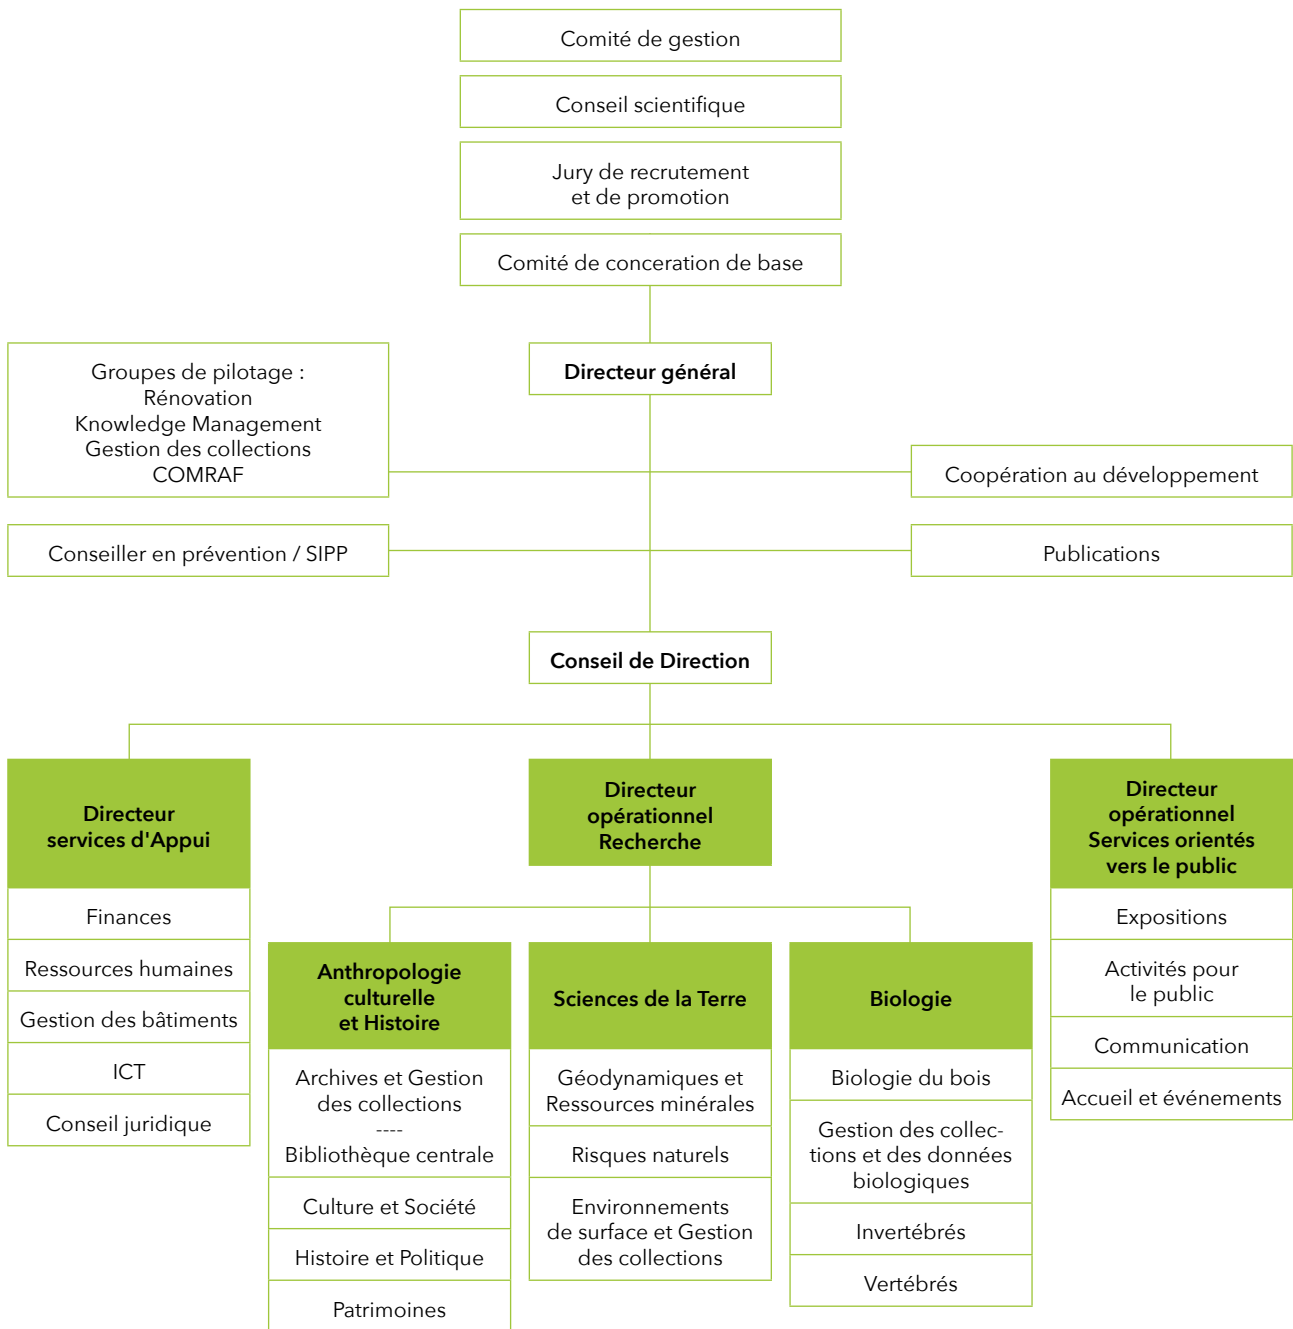 Comité de gestion
Conseil scientifique
Jury de recrutement
et de promotion
Comité de conceration de base
Directeur général
Groupes de pilotage :
Rénovation
Knowledge Management
Gestion des collections
COMRAF
Coopération au développement
Conseiller en prévention / SIPP
Publications
Conseil de Direction
Directeur
services d'Appui
Finances
Ressources humaines
Gestion des bâtiments
ICT
Conseil juridique
Directeur
opérationnel
Recherche
Anthropologie
culturelle
et Histoire
Archives et Gestion
des collections
----
Bibliothèque centrale
Culture et Société
Histoire et Politique
Patrimoines
Sciences de la Terre
Géodynamiques et
Ressources minérales
Risques naturels
Environnements
de surface et Gestion
des collections
Biologie
Biologie du bois
Gestion des collec-
tions et des données
biologiques
Invertébrés
Vertébrés
Directeur
opérationnel
Services orientés
vers le public
Expositions
Activités pour
le public
Communication
Accueil et événements